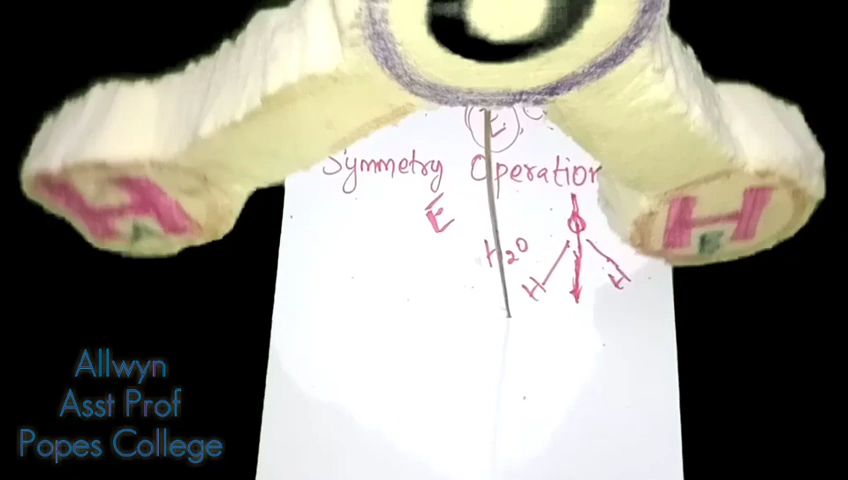 E
Symmetry Operation
E
H2O
O
H H
H H
A B
Allwyn
Asst Prof
Popes College